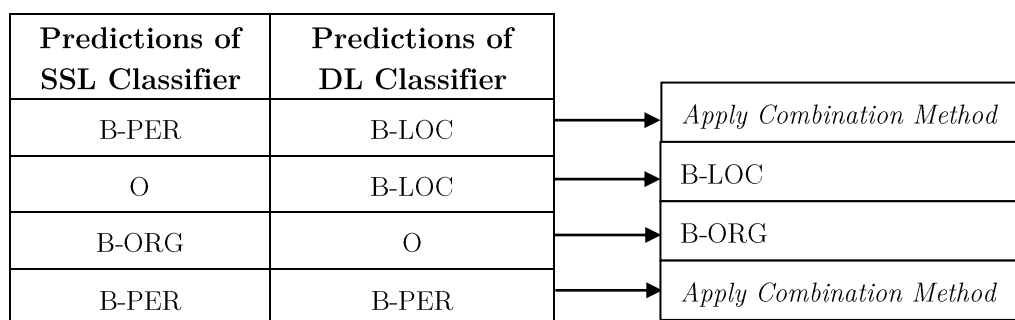 Predictions of SSL Classifier
Predictions of DL Classifier
B-PER B-LOC Apply Combination Method
O B-LOC B-LOC
B-ORG O B-ORG
B-PER B-PER Apply Combination Method